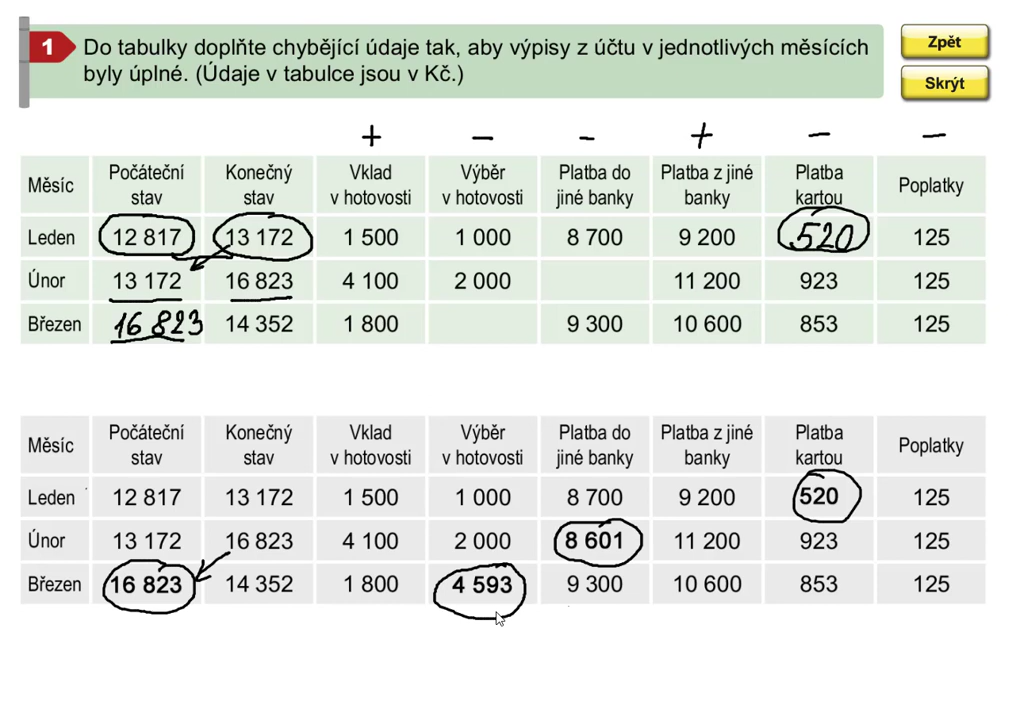 1 Do tabulky doplňte chybějící údaje tak, aby výpisy z účtu v jednotlivých měsících
byly úplné. (Údaje v tabulce jsou v Kč.)
Zpět
Skrýt
+ − − + − −
Měsíc Počáteční stav Konečný stav Vklad v hotovosti Výběr v hotovosti Platba do jiné banky Platba z jiné banky Platba kartou Poplatky
Leden 12 817 13 172 1 500 1 000 8 700 9 200 520 125
Únor 13 172 16 823 4 100 2 000 11 200 923 125
Březen 16 823 14 352 1 800 9 300 10 600 853 125
Měsíc Počáteční stav Konečný stav Vklad v hotovosti Výběr v hotovosti Platba do jiné banky Platba z jiné banky Platba kartou Poplatky
Leden 12 817 13 172 1 500 1 000 8 700 9 200 520 125
Únor 13 172 16 823 4 100 2 000 8 601 11 200 923 125
Březen 16 823 14 352 1 800 4 593 9 300 10 600 853 125